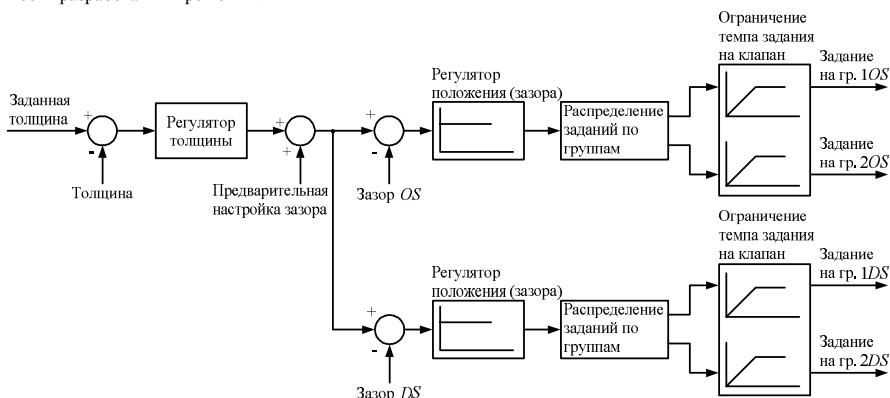 Ограничение
темпа задания
на клапан
Задание
на гр. 1OS
Регулятор
положения (зазора)
Заданная
толщина
+
-
Регулятор
толщины
+
+
+
-
Распределение
заданий по
группам
Задание
на гр. 2OS
Толщина
Предварительная
настройка зазора
Зазор OS
Ограничение
темпа задания
на клапан
Задание
на гр. 1DS
Регулятор
положения (зазора)
+
-
Распределение
заданий по
группам
Задание
на гр. 2DS
Зазор DS